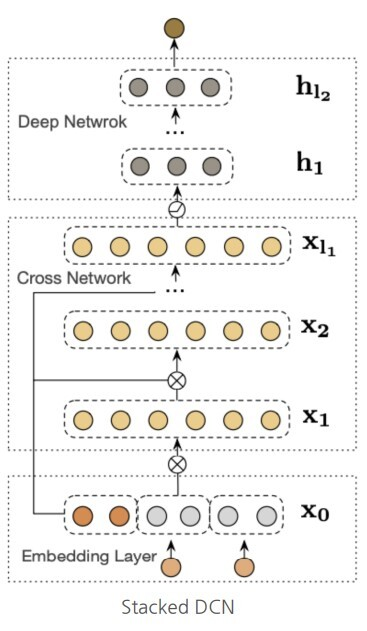 h_{l_2}
Deep Netwrok
...
h_1
x_{l_1}
Cross Network
...
x_2
x_1
x_0
Embedding Layer
Stacked DCN